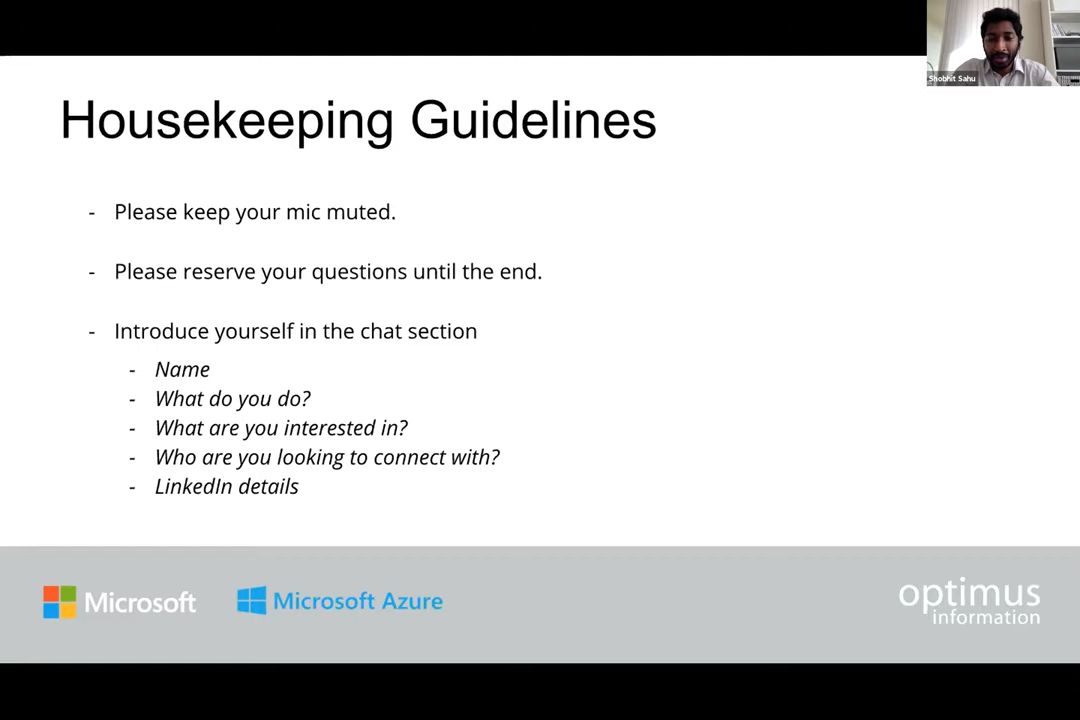 Shobhit Sahu
Housekeeping Guidelines
- Please keep your mic muted.
- Please reserve your questions until the end.
- Introduce yourself in the chat section
- Name
- What do you do?
- What are you interested in?
- Who are you looking to connect with?
- LinkedIn details
Microsoft
Microsoft Azure
optimus
information